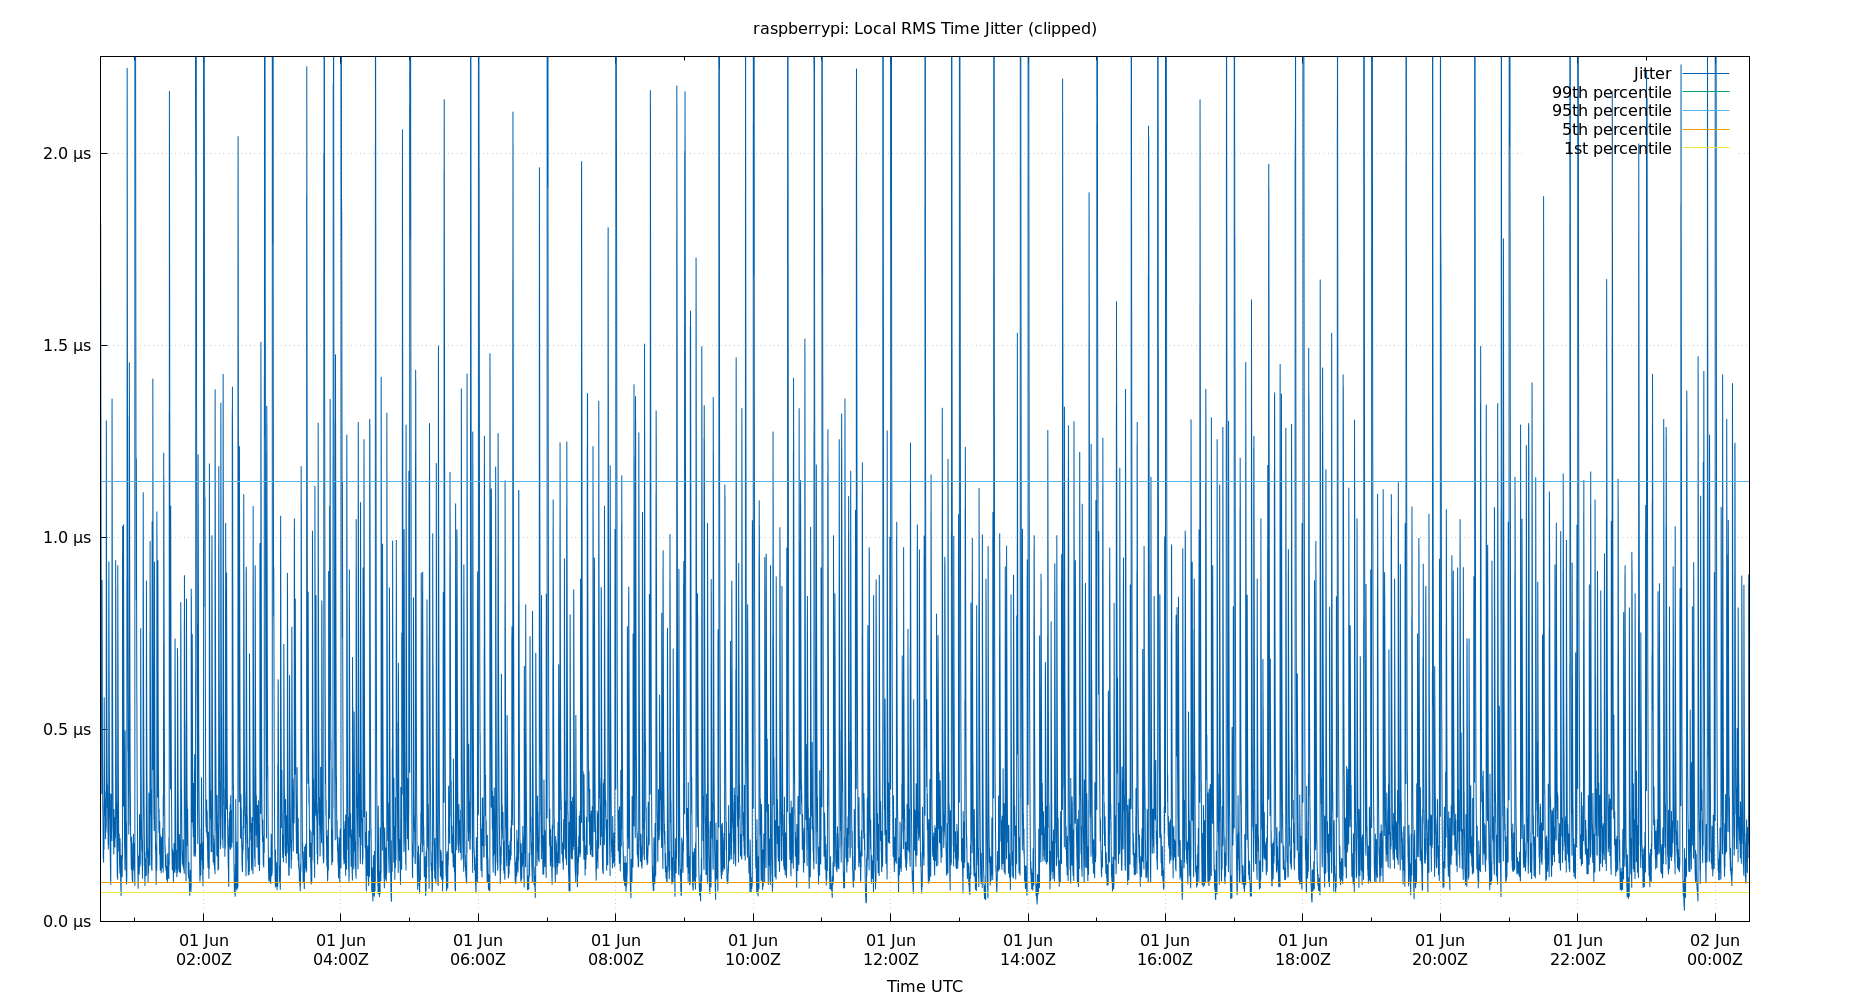 raspberrypi: Local RMS Time Jitter (clipped)
Jitter
99th percentile
95th percentile
5th percentile
1st percentile
2.0 µs
1.5 µs
1.0 µs
0.5 µs
0.0 µs
01 Jun 01 Jun 01 Jun 01 Jun 01 Jun 01 Jun 01 Jun 01 Jun 01 Jun 01 Jun 01 Jun 02 Jun
02:00Z 04:00Z 06:00Z 08:00Z 10:00Z 12:00Z 14:00Z 16:00Z 18:00Z 20:00Z 22:00Z 00:00Z
Time UTC